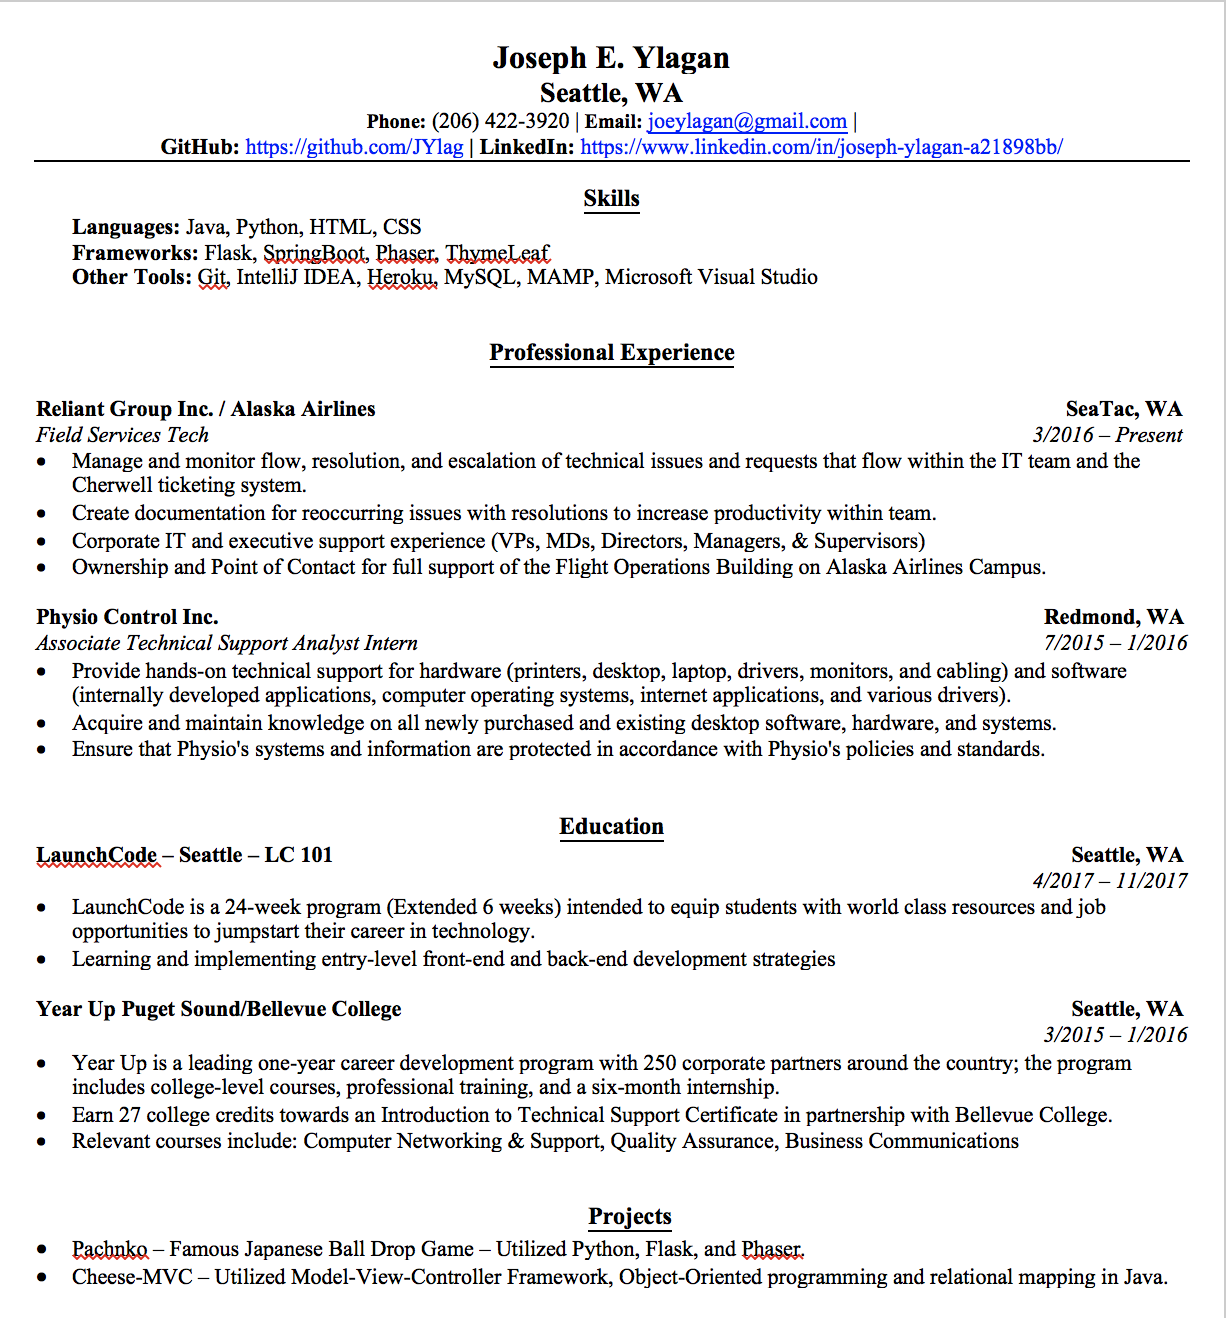 Joseph E. Ylagan
Seattle, WA
Phone: (206) 422-3920 | Email: joeylagan@gmail.com |
GitHub: https://github.com/JYlag | LinkedIn: https://www.linkedin.com/in/joseph-ylagan-a21898bb/
Skills
Languages: Java, Python, HTML, CSS
Frameworks: Flask, SpringBoot, Phaser, ThymeLeaf
Other Tools: Git, IntelliJ IDEA, Heroku, MySQL, MAMP, Microsoft Visual Studio
Professional Experience
Reliant Group Inc. / Alaska Airlines SeaTac, WA
Field Services Tech 3/2016 – Present
• Manage and monitor flow, resolution, and escalation of technical issues and requests that flow within the IT team and the
Cherwell ticketing system.
• Create documentation for reoccurring issues with resolutions to increase productivity within team.
• Corporate IT and executive support experience (VPs, MDs, Directors, Managers, & Supervisors)
• Ownership and Point of Contact for full support of the Flight Operations Building on Alaska Airlines Campus.
Physio Control Inc. Redmond, WA
Associate Technical Support Analyst Intern 7/2015 – 1/2016
• Provide hands-on technical support for hardware (printers, desktop, laptop, drivers, monitors, and cabling) and software
(internally developed applications, computer operating systems, internet applications, and various drivers).
• Acquire and maintain knowledge on all newly purchased and existing desktop software, hardware, and systems.
• Ensure that Physio's systems and information are protected in accordance with Physio's policies and standards.
Education
LaunchCode – Seattle – LC 101 Seattle, WA
4/2017 – 11/2017
• LaunchCode is a 24-week program (Extended 6 weeks) intended to equip students with world class resources and job
opportunities to jumpstart their career in technology.
• Learning and implementing entry-level front-end and back-end development strategies
Year Up Puget Sound/Bellevue College Seattle, WA
3/2015 – 1/2016
• Year Up is a leading one-year career development program with 250 corporate partners around the country; the program
includes college-level courses, professional training, and a six-month internship.
• Earn 27 college credits towards an Introduction to Technical Support Certificate in partnership with Bellevue College.
• Relevant courses include: Computer Networking & Support, Quality Assurance, Business Communications
Projects
• Pachnko – Famous Japanese Ball Drop Game – Utilized Python, Flask, and Phaser.
• Cheese-MVC – Utilized Model-View-Controller Framework, Object-Oriented programming and relational mapping in Java.